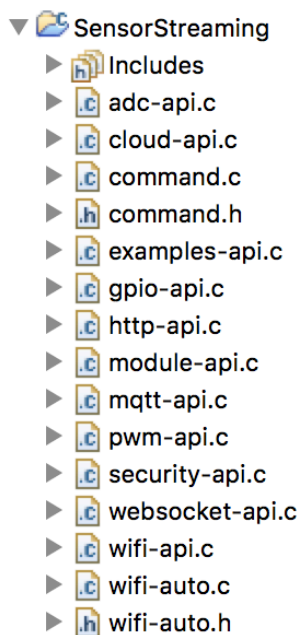 SensorStreaming
Includes
adc-api.c
cloud-api.c
command.c
command.h
examples-api.c
gpio-api.c
http-api.c
module-api.c
mqtt-api.c
pwm-api.c
security-api.c
websocket-api.c
wifi-api.c
wifi-auto.c
wifi-auto.h